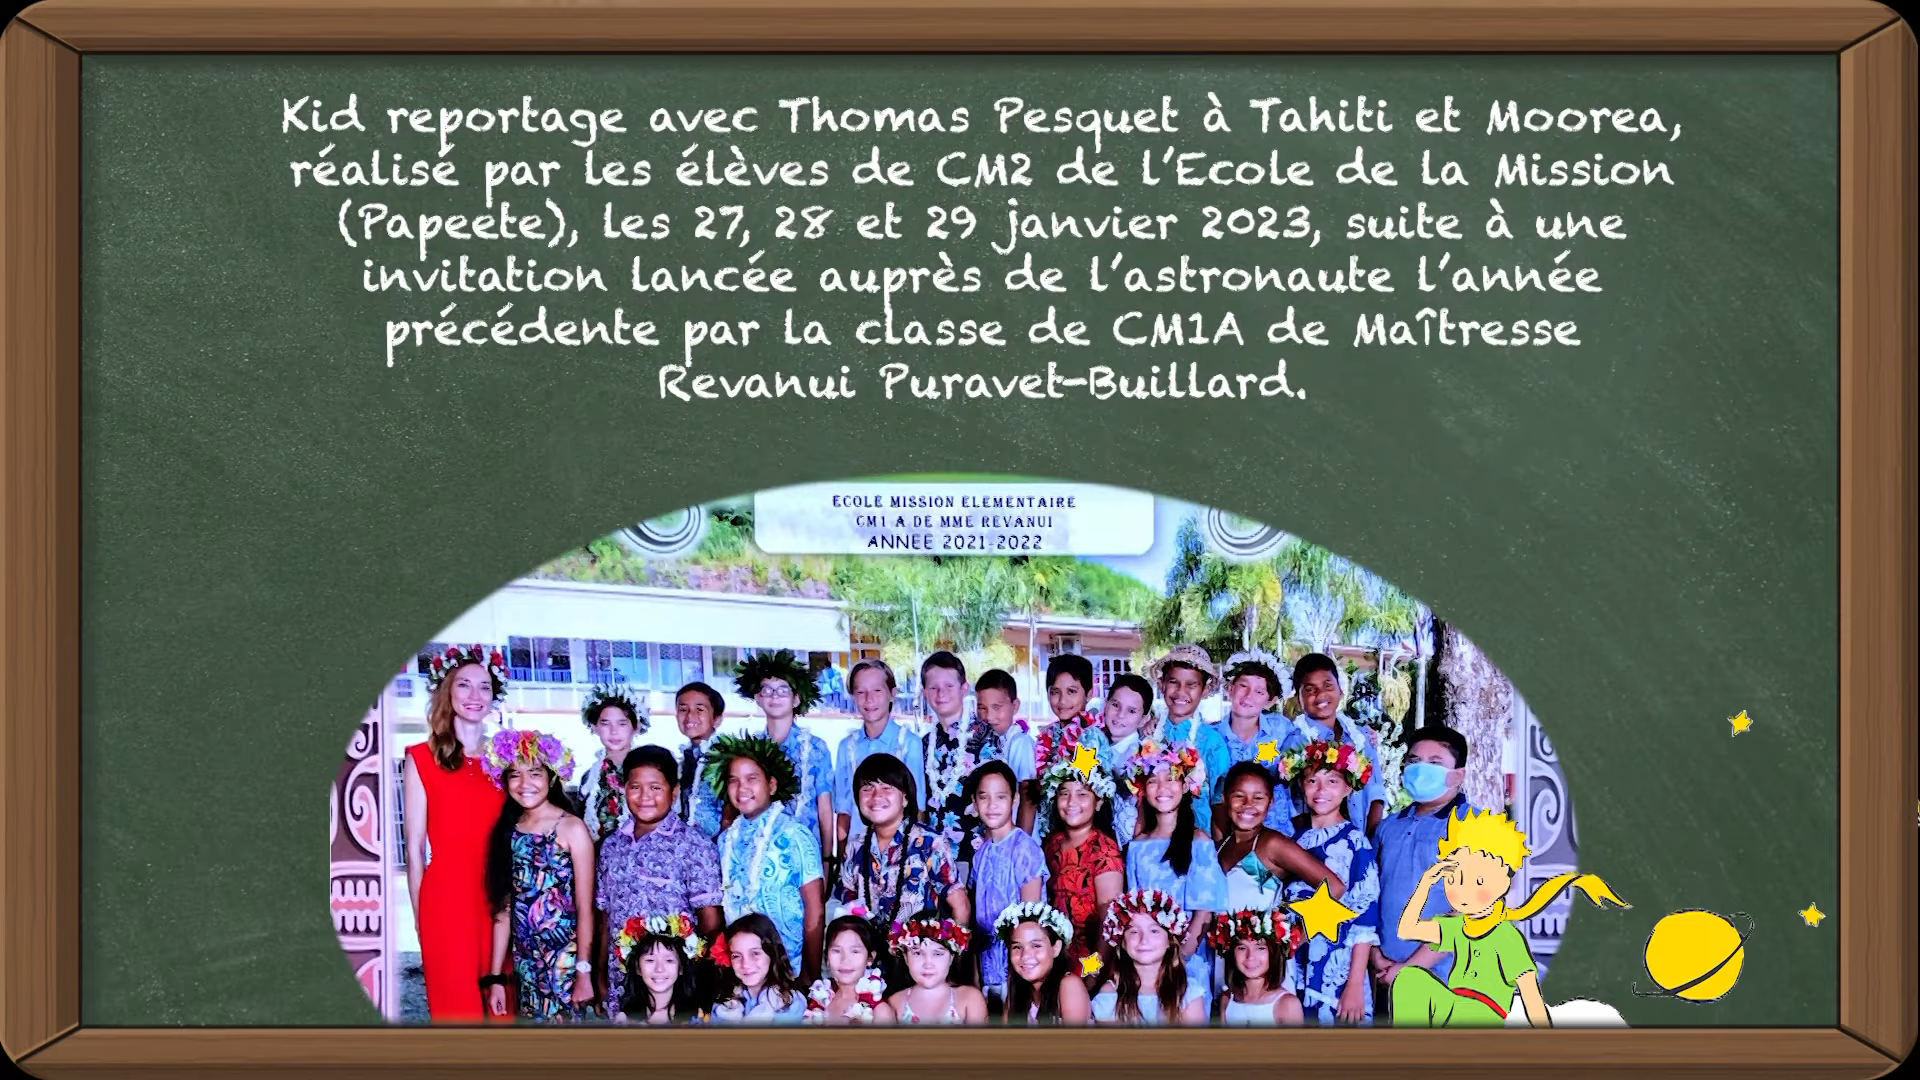 Kid reportage avec Thomas Pesquet à Tahiti et Moorea,
réalisé par les élèves de CM2 de l'Ecole de la Mission
(Papeete), les 27, 28 et 29 janvier 2023, suite à une
invitation lancée auprès de l'astronaute l'année
précédente par la classe de CM1A de Maîtresse
Revanui Puravet-Buillard.
ECOLE MISSION ELEMENTAIRE
CM1 A DE MME REVANUI
ANNEE 2021-2022